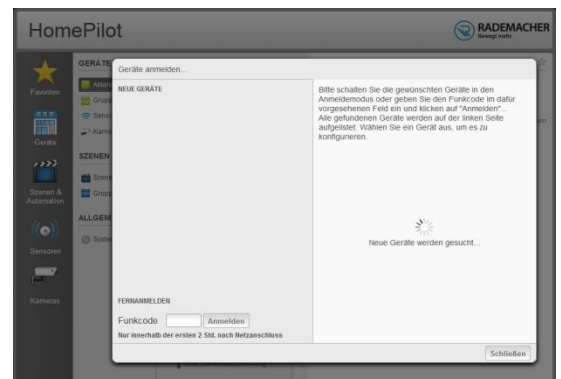 HomePilot
RADEMACHER
Bewegt mehr.
Favoriten
Geräte
Szenen &
Automation
Sensoren
Kameras
GERÄTE
SZENEN
Szene
ALLGEM
Geräte anmelden...
NEUE GERÄTE
FERNANMELDEN
Funkcode
Anmelden
Nur innerhalb der ersten 2 Std. nach Netzanschluss
Bitte schalten Sie die gewünschten Geräte in den
Anmeldemodus oder geben Sie den Funkcode im dafür
vorgesehenen Feld ein und klicken auf "Anmelden"...
Alle gefundenen Geräte werden auf der linken Seite
aufgelistet. Wählen Sie ein Gerät aus, um es zu
konfigurieren.
Neue Geräte werden gesucht...
Schließen